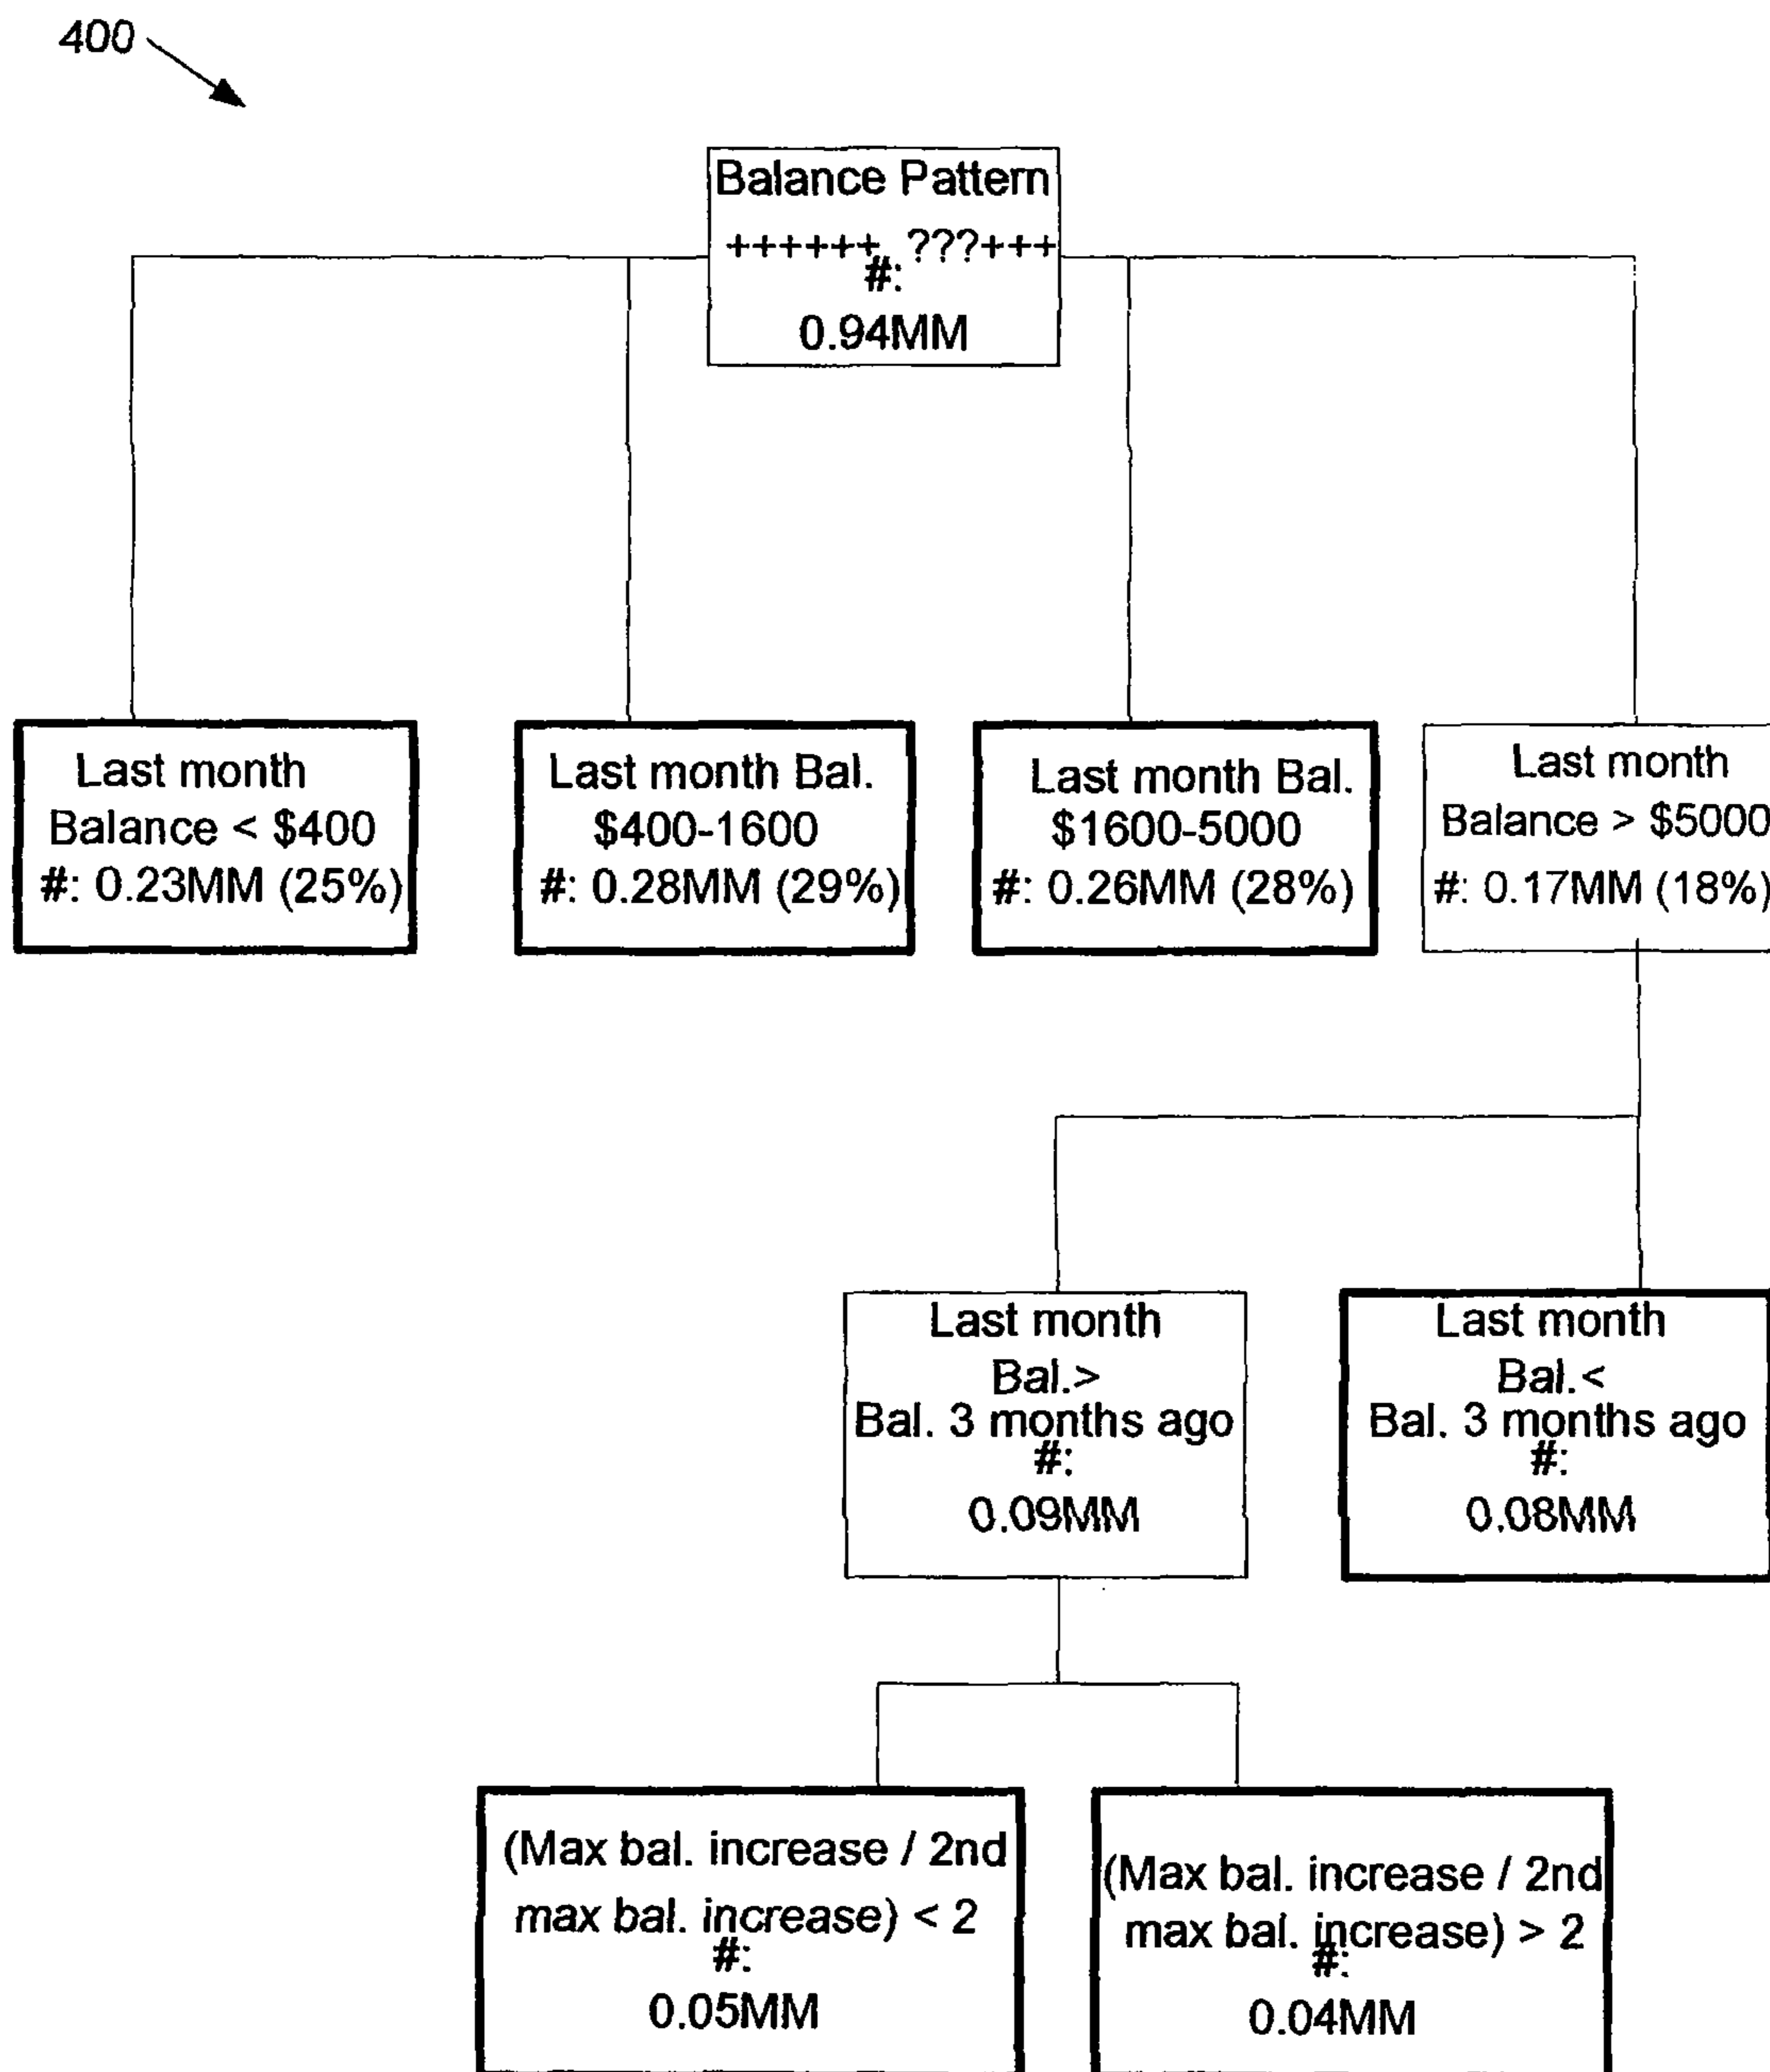 400
Balance Pattern
++++++, ???+++
#:
0.94MM
Last month
Balance < $400
#: 0.23MM (25%)
Last month Bal.
$400-1600
#: 0.28MM (29%)
Last month Bal.
$1600-5000
#: 0.26MM (28%)
Last month
Balance > $5000
#: 0.17MM (18%)
Last month
Bal.>
Bal. 3 months ago
#:
0.09MM
Last month
Bal.<
Bal. 3 months ago
#:
0.08MM
(Max bal. increase / 2nd
max bal. increase) < 2
#:
0.05MM
(Max bal. increase / 2nd
max bal. increase) > 2
#:
0.04MM